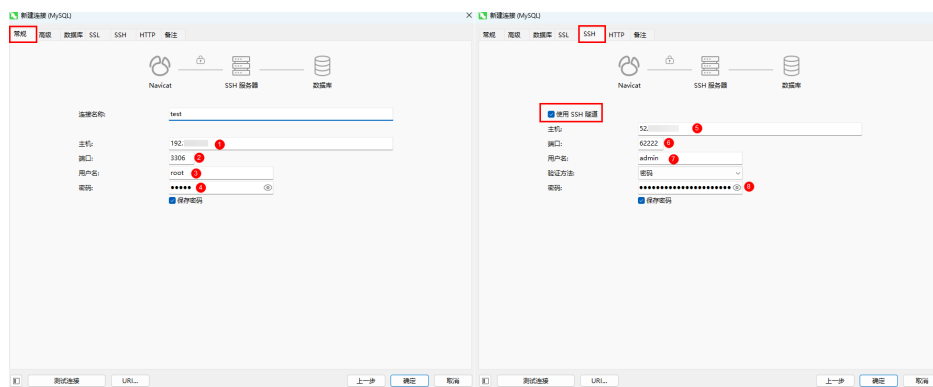 新建连接 (MySQL)
常规 高级 数据库 SSL SSH HTTP 备注
Navicat SSH 服务器 数据库
连接名称: test
主机: 192. 1
端口: 3306 2
用户名: root 3
密码: ••••• 4
保存密码
测试连接 URI... 上一步 确定 取消
新建连接 (MySQL)
常规 高级 数据库 SSL SSH HTTP 备注
Navicat SSH 服务器 数据库
使用 SSH 隧道
主机: 52. 5
端口: 62222 6
用户名: admin 7
验证方法: 密码
密码: •••••••••••••••••••••• 8
保存密码
测试连接 URI... 上一步 确定 取消